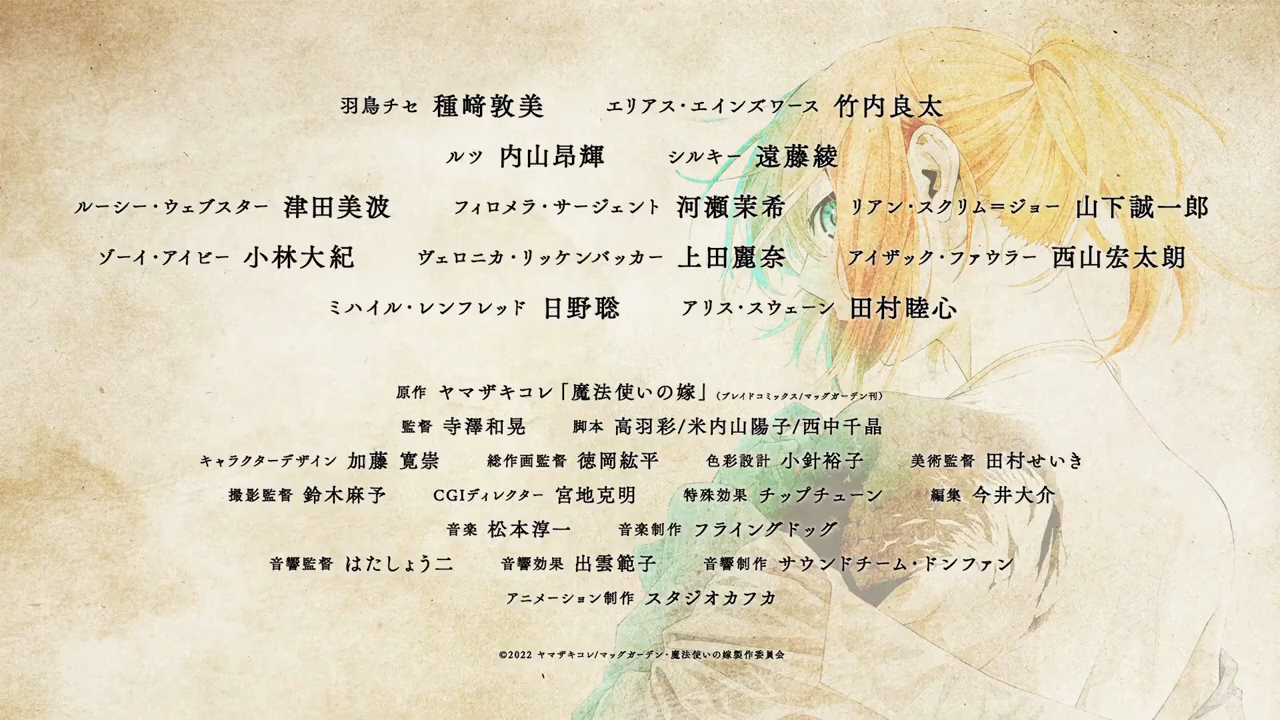 羽鳥チセ 種﨑敦美 エリアス・エインズワース 竹内良太
ルツ 内山昂輝 シルキー 遠藤綾
ルーシー・ウェブスター 津田美波 フィロメラ・サージェント 河瀬茉希 リアン・スクリム＝ジョー 山下誠一郎
ゾーイ・アイビー 小林大紀 ヴェロニカ・リッケンバッカー 上田麗奈 アイザック・ファウラー 西山宏太朗
ミハイル・レンフレッド 日野聡 アリス・スウェーン 田村睦心
原作 ヤマザキコレ「魔法使いの嫁」(ブレイドコミックス/マッグガーデン刊)
監督 寺澤和晃 脚本 高羽彩/米内山陽子/西中千晶
キャラクターデザイン 加藤 寛崇 総作画監督 徳岡紘平 色彩設計 小針裕子 美術監督 田村せいき
撮影監督 鈴木麻予 CGIディレクター 宮地克明 特殊効果 チップチューン 編集 今井大介
音楽 松本淳一 音楽制作 フライングドッグ
音響監督 はたしょう二 音響効果 出雲範子 音響制作 サウンドチーム・ドンファン
アニメーション制作 スタジオカフカ
©2022 ヤマザキコレ/マッグガーデン・魔法使いの嫁製作委員会